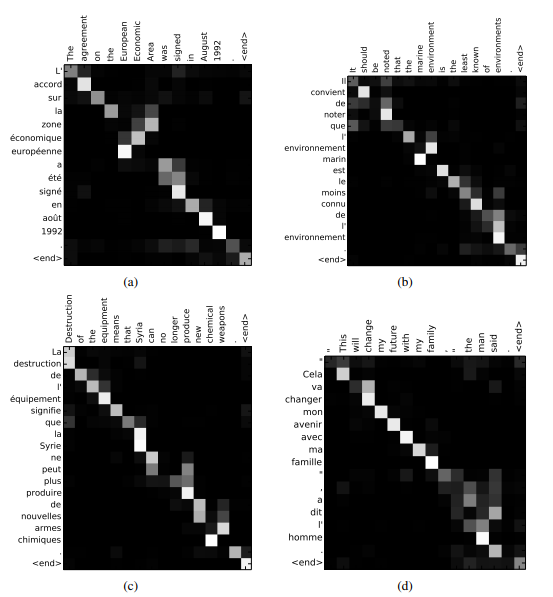 The agreement on the European Economic Area was signed in August 1992 . <end>
L'
accord
sur
la
zone
économique
européenne
a
été
signé
en
août
1992
.
<end>
(a)
It should be noted that the marine environment is the least known of environments . <end>
Il
convient
de
noter
que
l'
environnement
marin
est
le
moins
connu
de
l'
environnement
.
<end>
(b)
Destruction of the equipment means that Syria can no longer produce new chemical weapons . <end>
La
destruction
de
l'
équipement
signifie
que
la
Syrie
ne
peut
plus
produire
de
nouvelles
armes
chimiques
.
<end>
(c)
" This will change my future with my family , " the man said . <end>
"
Cela
va
changer
mon
avenir
avec
ma
famille
"
,
a
dit
l'
homme
.
<end>
(d)